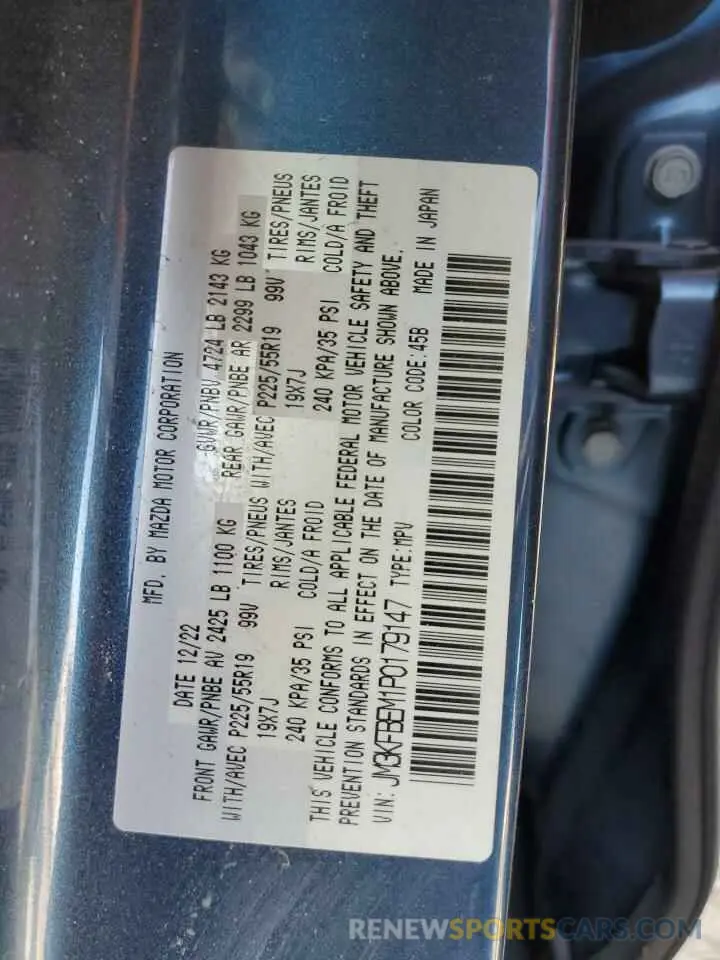 MFD. BY MAZDA MOTOR CORPORATION
DATE 12/22 GVWR/PNBV 4724 LB 2143 KG
FRONT GAWR/PNBE AV 2425 LB 1100 KG REAR GAWR/PNBE AR 2299 LB 1043 KG
WITH/AVEC P225/55R19 99V TIRES/PNEUS WITH/AVEC P225/55R19 99V TIRES/PNEUS
19X7J RIMS/JANTES 19X7J RIMS/JANTES
240 KPA/35 PSI COLD/A FROID 240 KPA/35 PSI COLD/A FROID
THIS VEHICLE CONFORMS TO ALL APPLICABLE FEDERAL MOTOR VEHICLE SAFETY AND THEFT
PREVENTION STANDARDS IN EFFECT ON THE DATE OF MANUFACTURE SHOWN ABOVE.
VIN: JM3KFBEM1P0179147 TYPE:MPV COLOR CODE:45B MADE IN JAPAN
RENEWSPORTSCARS.COM